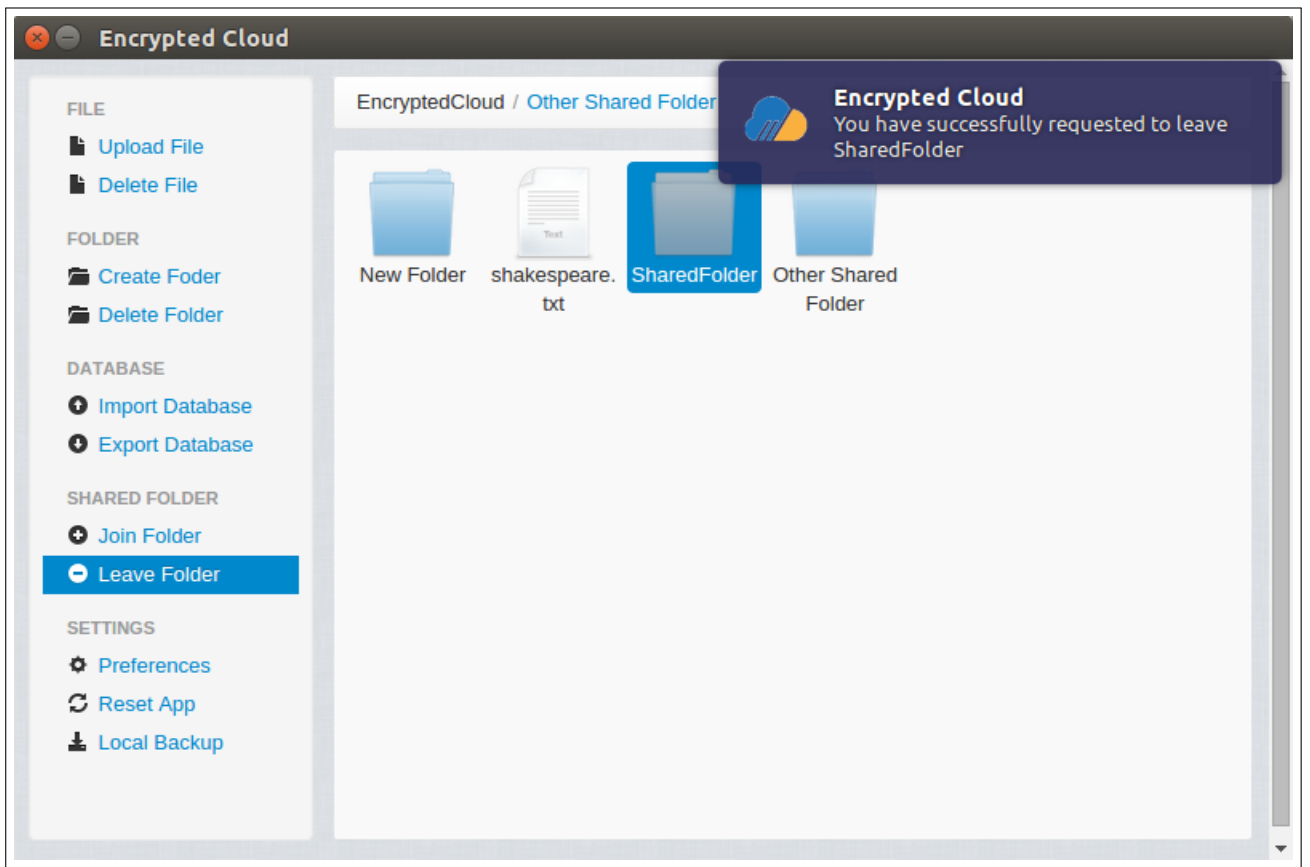 Encrypted Cloud
FILE
Upload File
Delete File
FOLDER
Create Foder
Delete Folder
DATABASE
Import Database
Export Database
SHARED FOLDER
Join Folder
Leave Folder
SETTINGS
Preferences
Reset App
Local Backup
EncryptedCloud / Other Shared Folder
Encrypted Cloud
You have successfully requested to leave
SharedFolder
Text
New Folder
shakespeare.
txt
SharedFolder
Other Shared
Folder